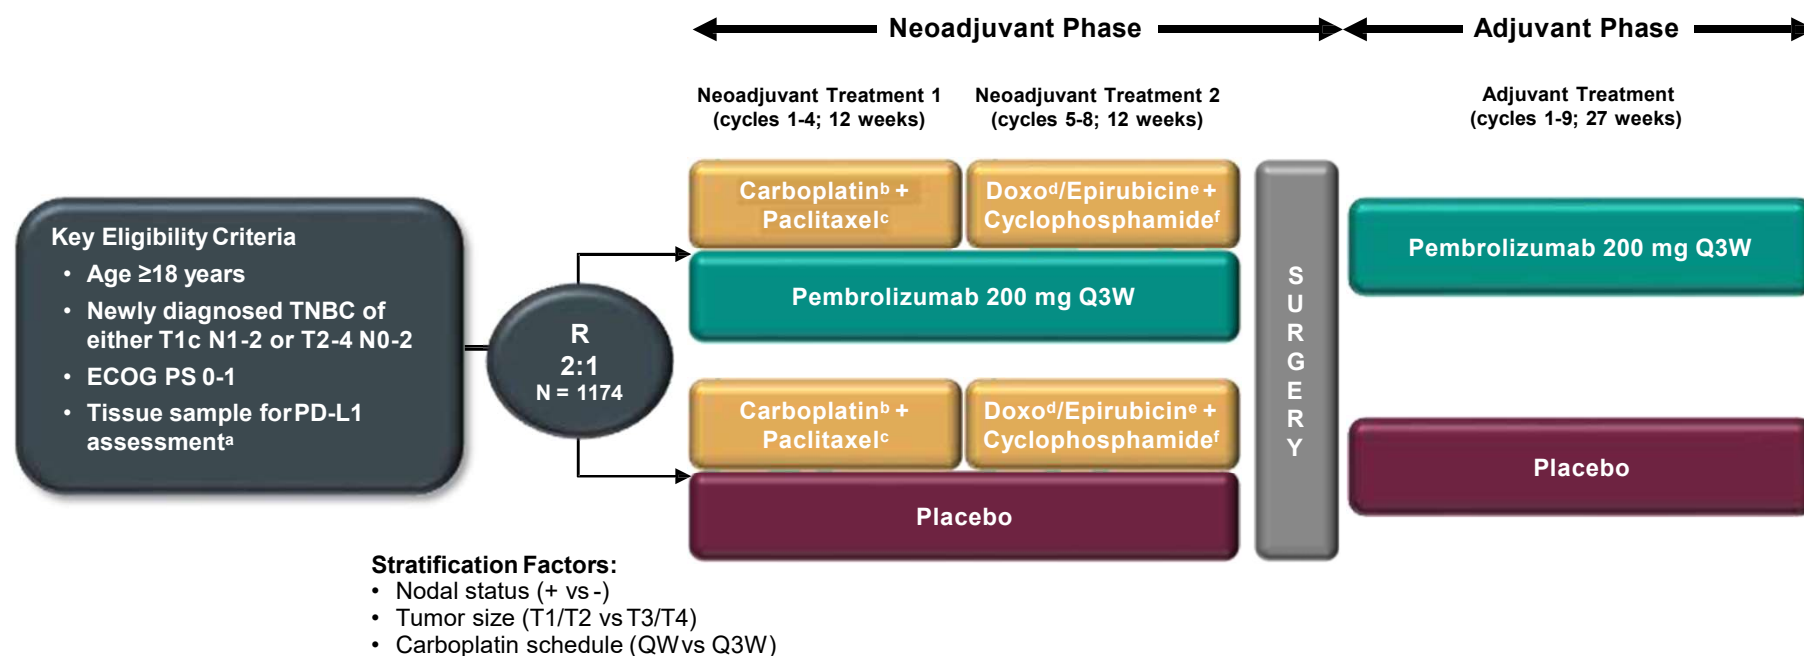 Neoadjuvant Phase
Adjuvant Phase
Neoadjuvant Treatment 1
(cycles 1-4; 12 weeks)
Neoadjuvant Treatment 2
(cycles 5-8; 12 weeks)
Adjuvant Treatment
(cycles 1-9; 27 weeks)
Key Eligibility Criteria
• Age ≥18 years
• Newly diagnosed TNBC of
either T1c N1-2 or T2-4 N0-2
• ECOG PS 0-1
• Tissue sample for PD-L1
assessmentᵃ
R
2:1
N = 1174
Carboplatinᵇ +
Paclitaxelᶜ
Doxoᵈ/Epirubicinᵉ +
Cyclophosphamideᶠ
Pembrolizumab 200 mg Q3W
Carboplatinᵇ +
Paclitaxelᶜ
Doxoᵈ/Epirubicinᵉ +
Cyclophosphamideᶠ
Placebo
SURGERY
Pembrolizumab 200 mg Q3W
Placebo
Stratification Factors:
• Nodal status (+ vs -)
• Tumor size (T1/T2 vs T3/T4)
• Carboplatin schedule (QW vs Q3W)